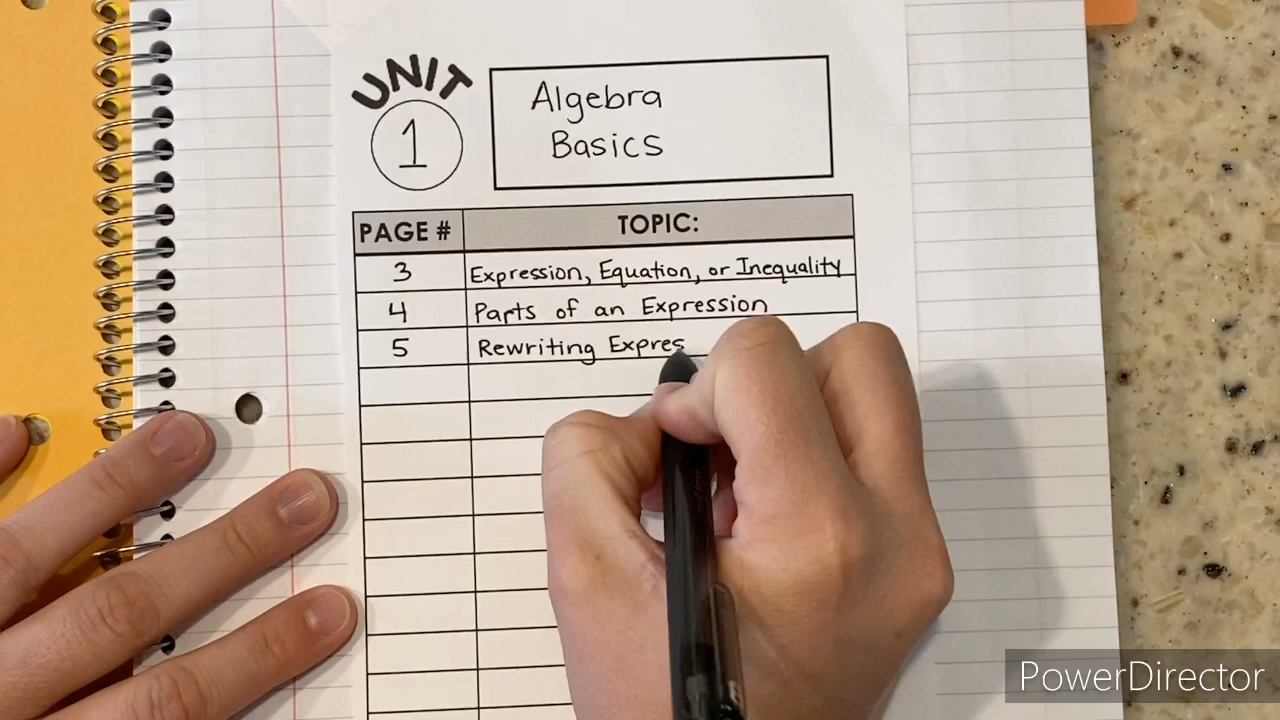 UNIT
1
Algebra
Basics
PAGE # TOPIC:
3 Expression, Equation, or Inequality
4 Parts of an Expression
5 Rewriting Expres
PowerDirector